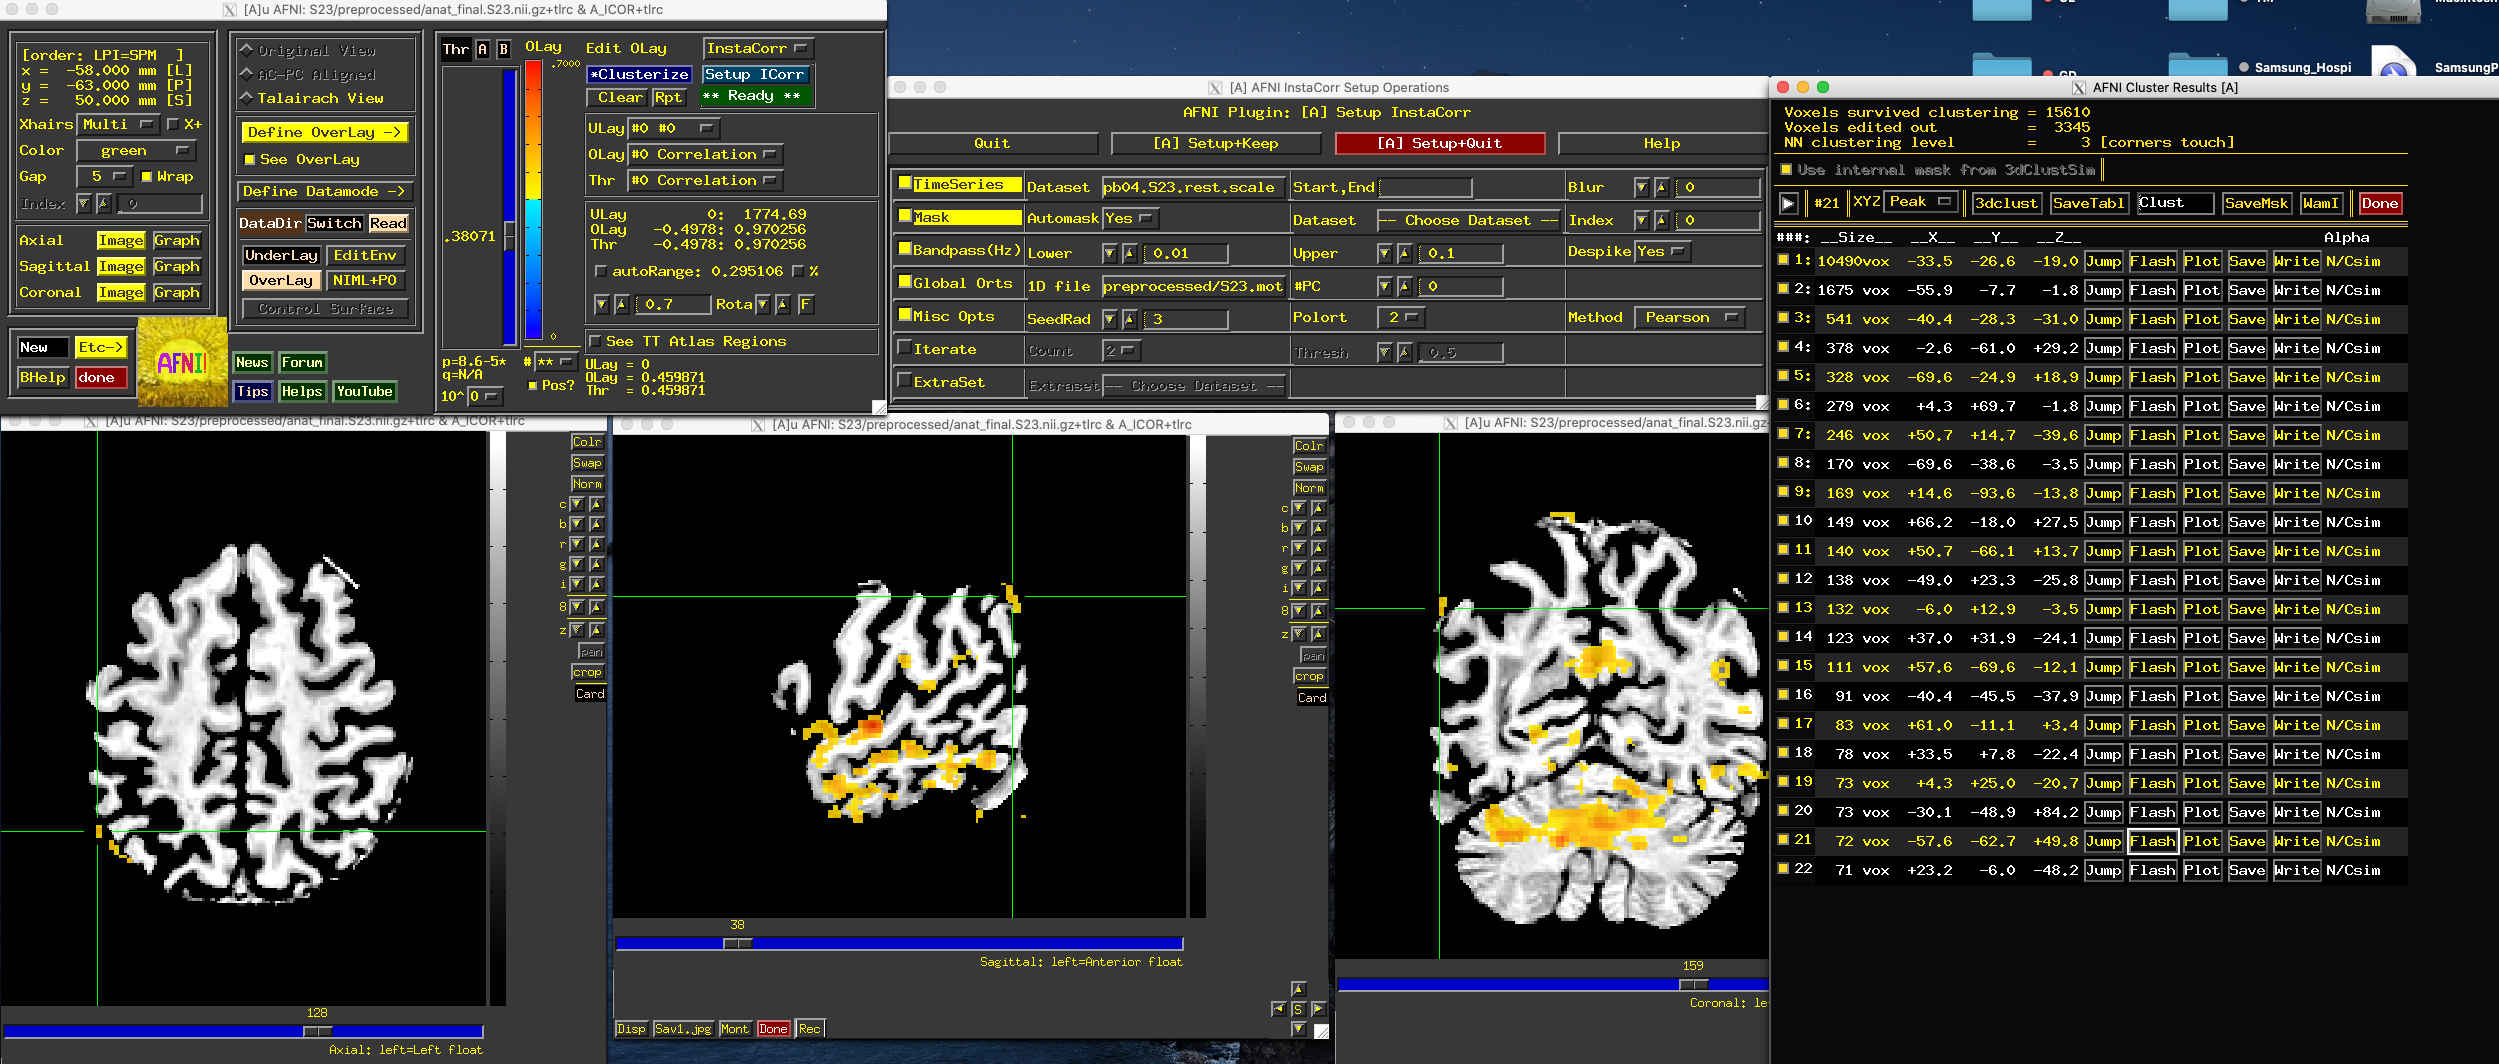 [A]u AFNI: S23/preprocessed/anat_final.S23.nii.gz+tlrc & A_ICOR+tlrc
[order: LPI=SPM ]
x = -58.000 mm [L]
y = -63.000 mm [P]
z = 50.000 mm [S]
Xhairs Multi X+
Color green
Gap 5 Wrap
Index 0
Axial Image Graph
Sagittal Image Graph
Coronal Image Graph
New Etc->
BHelp done
AFNI!
Original View
AC-PC Aligned
Talairach View
Define OverLay ->
See OverLay
Define Datamode ->
DataDir Switch Read
UnderLay EditEnv
OverLay NIML+PO
Control Surface
News Forum
Tips Helps YouTube
Thr A B OLay
.7000
.38071
0
p=8.6-5*
q=N/A
10^ 0
# **
Pos?
Edit OLay InstaCorr
*Clusterize Setup ICorr
Clear Rpt ** Ready **
ULay #0 #0
OLay #0 Correlation
Thr #0 Correlation
ULay 0: 1774.69
OLay -0.4978: 0.970256
Thr -0.4978: 0.970256
autoRange: 0.295106 %
0.7 Rota F
See TT Atlas Regions
ULay = 0
OLay = 0.459871
Thr = 0.459871
[A] AFNI InstaCorr Setup Operations
AFNI Plugin: [A] Setup InstaCorr
Quit [A] Setup+Keep [A] Setup+Quit Help
TimeSeries Dataset pb04.S23.rest.scale Start,End Blur 0
Mask Automask Yes Dataset -- Choose Dataset -- Index 0
Bandpass(Hz) Lower 0.01 Upper 0.1 Despike Yes
Global Orts 1D file preprocessed/S23.mot #PC 0
Misc Opts SeedRad 3 Polort 2 Method Pearson
Iterate Count 2 Thresh 0.5
ExtraSet Extraset -- Choose Dataset --
Samsung_Hospi
SamsungP
AFNI Cluster Results [A]
Voxels survived clustering = 15610
Voxels edited out = 3345
NN clustering level = 3 [corners touch]
Use internal mask from 3dClustSim
#21 XYZ Peak 3dclust SaveTabl Clust SaveMsk WamI Done
###: __Size__ __X__ __Y__ __Z__ Alpha
1: 10490vox -33.5 -26.6 -19.0 Jump Flash Plot Save Write N/Csim
2: 1675 vox -55.9 -7.7 -1.8 Jump Flash Plot Save Write N/Csim
3: 541 vox -40.4 -28.3 -31.0 Jump Flash Plot Save Write N/Csim
4: 378 vox -2.6 -61.0 +29.2 Jump Flash Plot Save Write N/Csim
5: 328 vox -69.6 -24.9 +18.9 Jump Flash Plot Save Write N/Csim
6: 279 vox +4.3 +69.7 -1.8 Jump Flash Plot Save Write N/Csim
7: 246 vox +50.7 +14.7 -39.6 Jump Flash Plot Save Write N/Csim
8: 170 vox -69.6 -38.6 -3.5 Jump Flash Plot Save Write N/Csim
9: 169 vox +14.6 -93.6 -13.8 Jump Flash Plot Save Write N/Csim
10 149 vox +66.2 -18.0 +27.5 Jump Flash Plot Save Write N/Csim
11 140 vox +50.7 -66.1 +13.7 Jump Flash Plot Save Write N/Csim
12 138 vox -49.0 +23.3 -25.8 Jump Flash Plot Save Write N/Csim
13 132 vox -6.0 +12.9 -3.5 Jump Flash Plot Save Write N/Csim
14 123 vox +37.0 +31.9 -24.1 Jump Flash Plot Save Write N/Csim
15 111 vox +57.6 -69.6 -12.1 Jump Flash Plot Save Write N/Csim
16 91 vox -40.4 -45.5 -37.9 Jump Flash Plot Save Write N/Csim
17 83 vox +61.0 -11.1 +3.4 Jump Flash Plot Save Write N/Csim
18 78 vox +33.5 +7.8 -22.4 Jump Flash Plot Save Write N/Csim
19 73 vox +4.3 +25.0 -20.7 Jump Flash Plot Save Write N/Csim
20 73 vox -30.1 -48.9 +84.2 Jump Flash Plot Save Write N/Csim
21 72 vox -57.6 -62.7 +49.8 Jump Flash Plot Save Write N/Csim
22 71 vox +23.2 -6.0 -48.2 Jump Flash Plot Save Write N/Csim
[A]u AFNI: S23/preprocessed/anat_final.S23.nii.gz+tlrc & A_ICOR+tlrc
Colr
Swap
Norm
c
b
r
g
i
8
z
pan
crop
Card
128
Axial: left=Left float
[A]u AFNI: S23/preprocessed/anat_final.S23.nii.gz+tlrc & A_ICOR+tlrc
Colr
Swap
Norm
c
b
r
g
i
8
z
pan
crop
Card
38
Sagittal: left=Anterior float
S
Disp Sav1.jpg Mont Done Rec
[A]u AFNI: S23/preprocessed/anat_final.S23.nii.gz+
159
Coronal: le